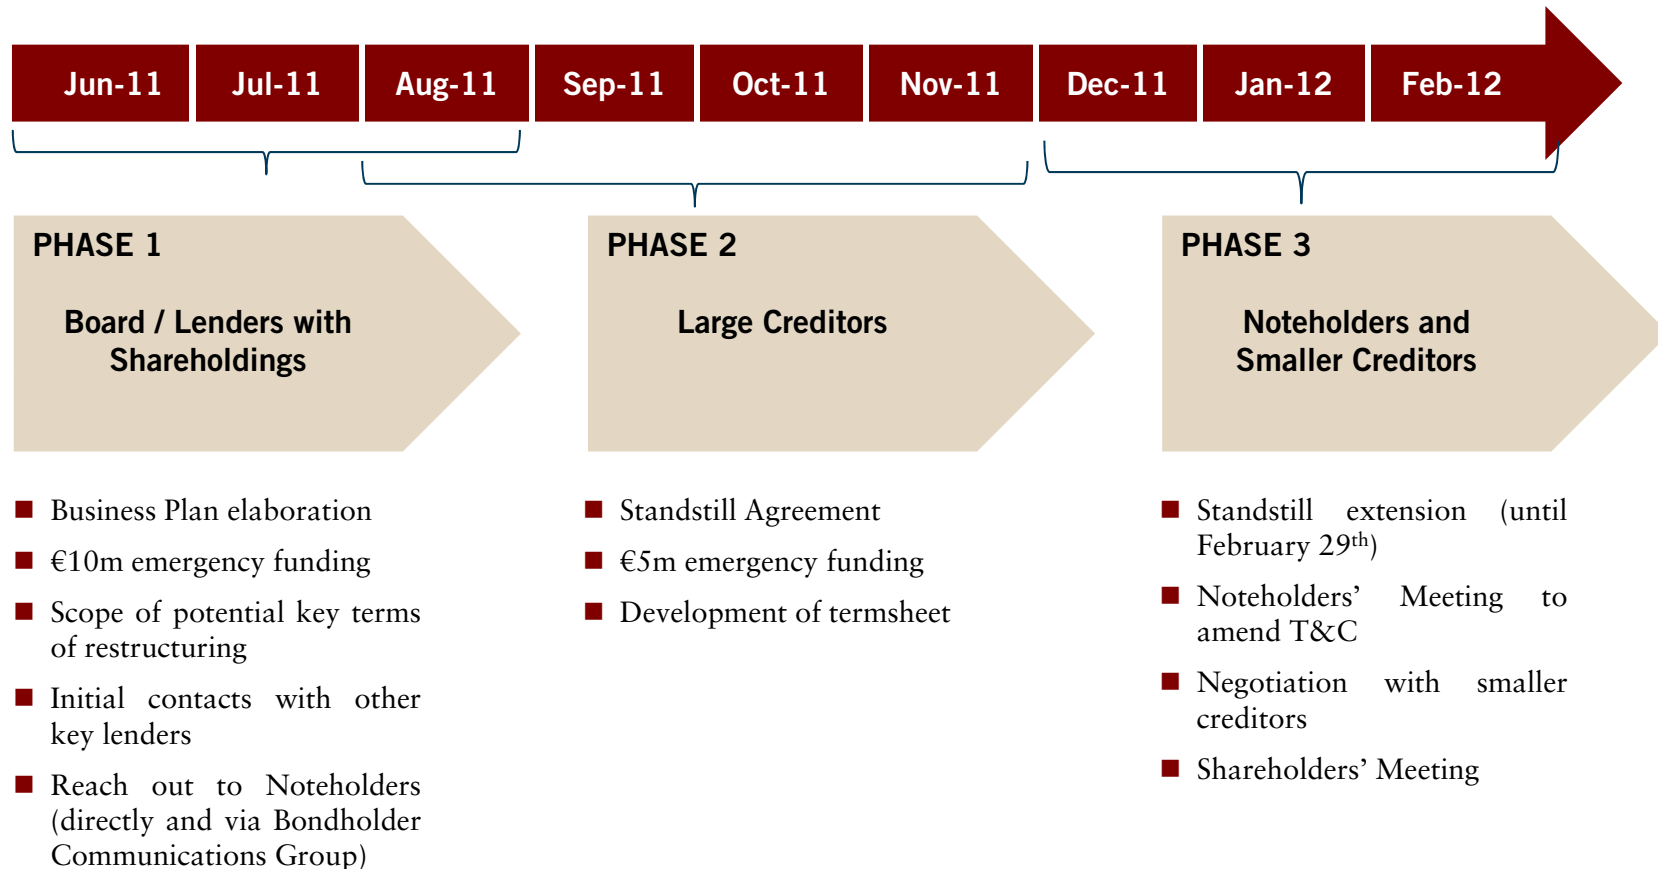 Jun-11 Jul-11 Aug-11 Sep-11 Oct-11 Nov-11 Dec-11 Jan-12 Feb-12
PHASE 1
Board / Lenders with
Shareholdings
■ Business Plan elaboration
■ €10m emergency funding
■ Scope of potential key terms
of restructuring
■ Initial contacts with other
key lenders
■ Reach out to Noteholders
(directly and via Bondholder
Communications Group)
PHASE 2
Large Creditors
■ Standstill Agreement
■ €5m emergency funding
■ Development of termsheet
PHASE 3
Noteholders and
Smaller Creditors
■ Standstill extension (until
February 29th)
■ Noteholders’ Meeting to
amend T&C
■ Negotiation with smaller
creditors
■ Shareholders’ Meeting